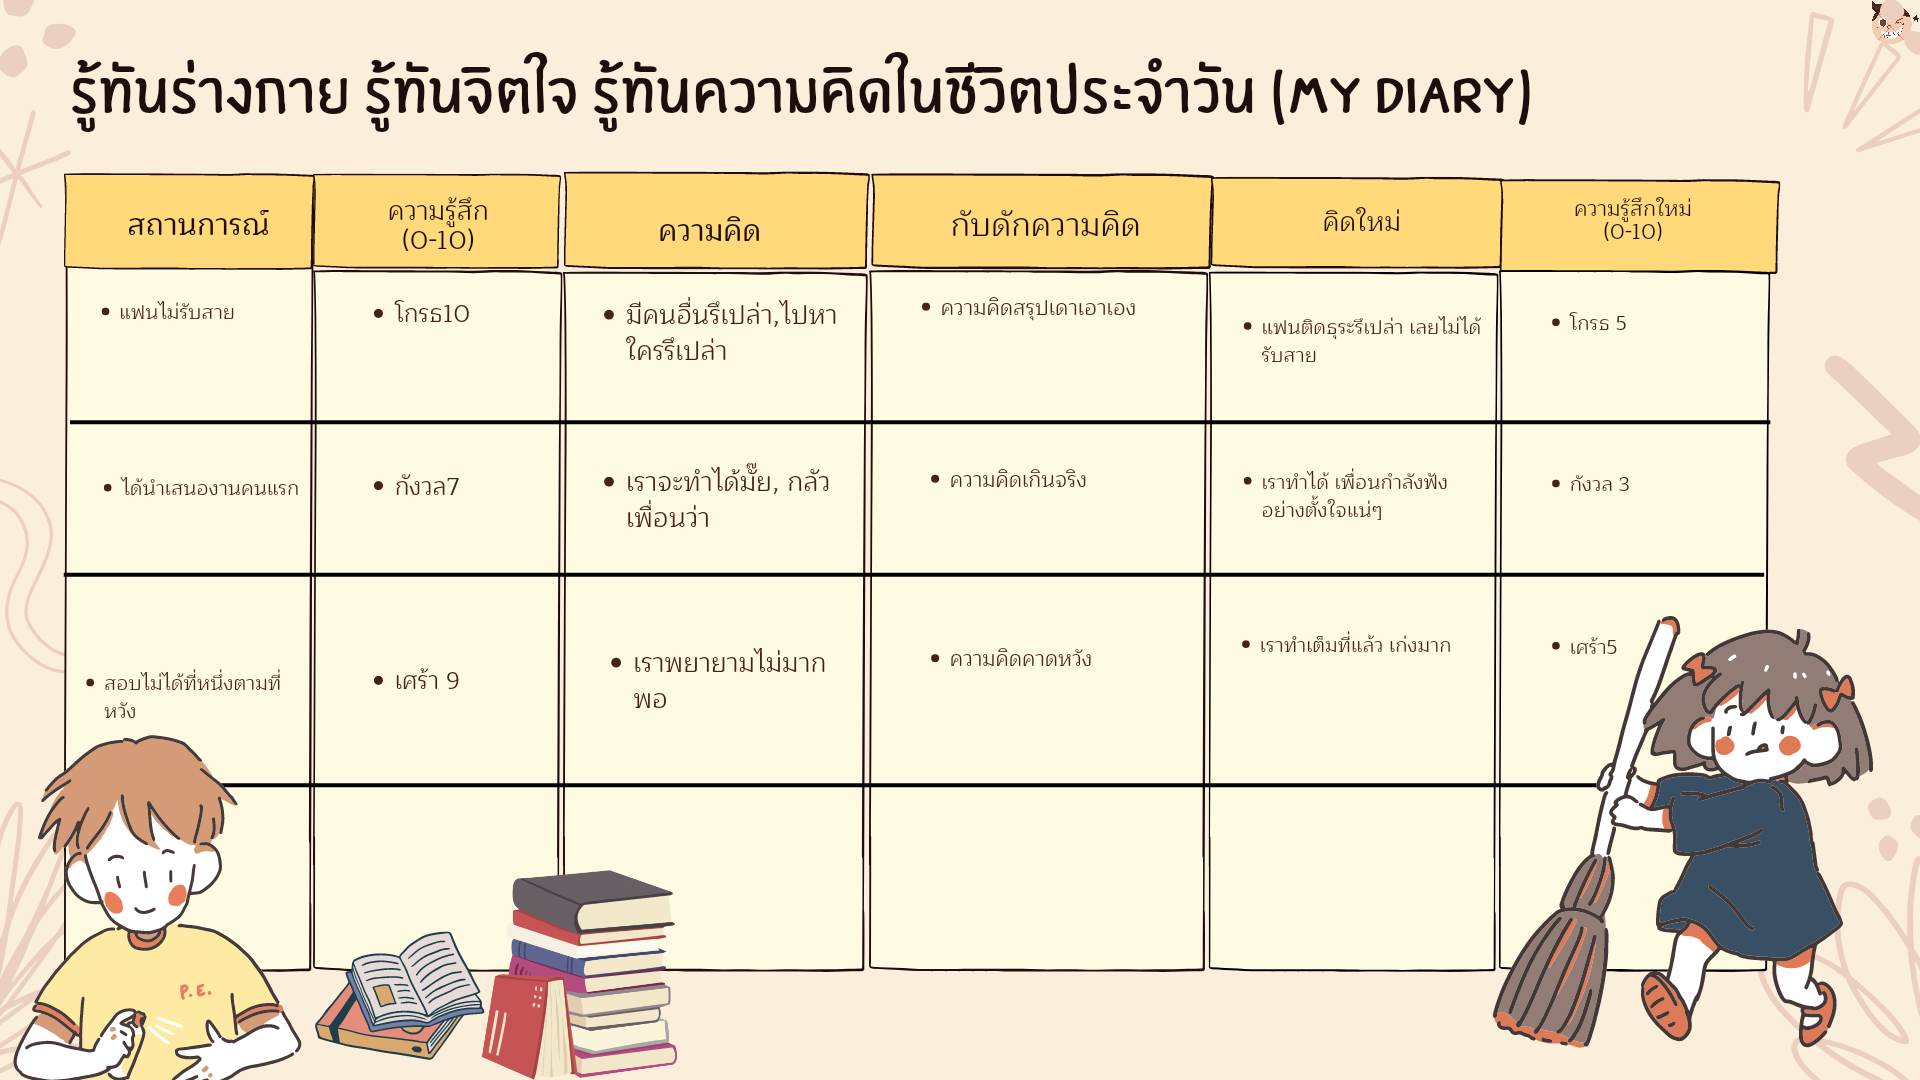 รู้ทันร่างกาย รู้ทันจิตใจ รู้ทันความคิดในชีวิตประจำวัน (MY DIARY)
สถานการณ์
ความรู้สึก
(0-10)
ความคิด
กับดักความคิด
คิดใหม่
ความรู้สึกใหม่
(0-10)
แฟนไม่รับสาย
โกรธ10
มีคนอื่นรึเปล่า,ไปหา
ใครรึเปล่า
ความคิดสรุปเดาเอาเอง
แฟนติดธุระรึเปล่า เลยไม่ได้
รับสาย
โกรธ 5
ได้นำเสนองานคนแรก
กังวล7
เราจะทำได้มั๊ย, กลัว
เพื่อนว่า
ความคิดเกินจริง
เราทำได้ เพื่อนกำลังฟัง
อย่างตั้งใจแน่ๆ
กังวล 3
สอบไม่ได้ที่หนึ่งตามที่
หวัง
เศร้า 9
เราพยายามไม่มาก
พอ
ความคิดคาดหวัง
เราทำเต็มที่แล้ว เก่งมาก
เศร้า5
P.E.